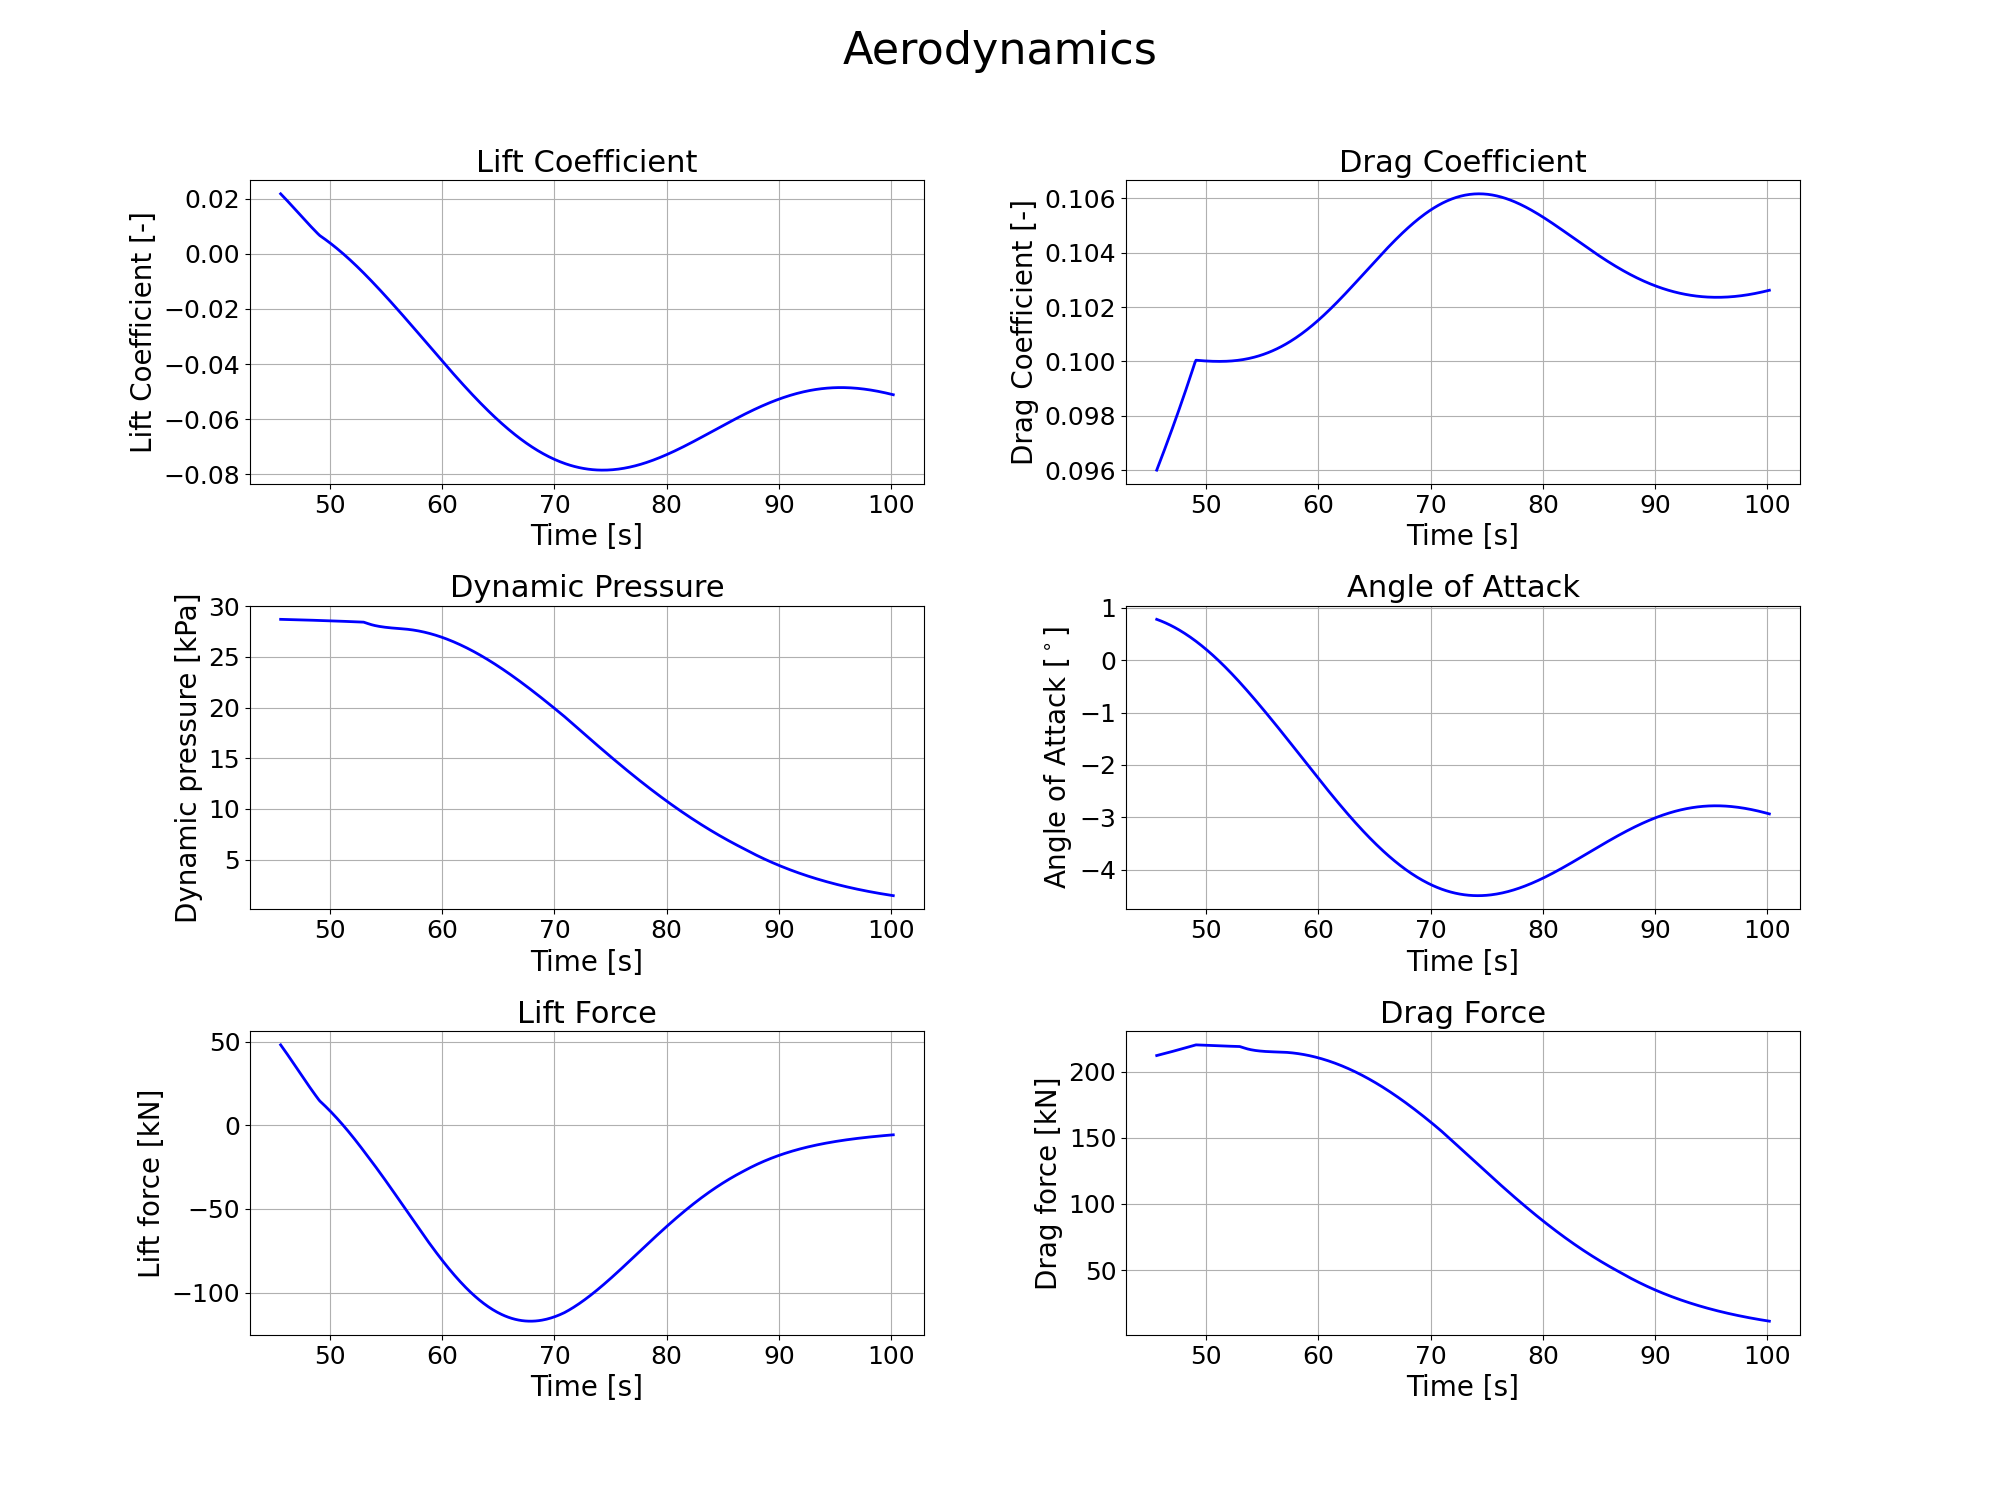 Aerodynamics
Lift Coefficient
Lift Coefficient [-]
0.02
0.00
−0.02
−0.04
−0.06
−0.08
50 60 70 80 90 100
Time [s]
Drag Coefficient
Drag Coefficient [-]
0.106
0.104
0.102
0.100
0.098
0.096
50 60 70 80 90 100
Time [s]
Dynamic Pressure
Dynamic pressure [kPa]
30
25
20
15
10
5
50 60 70 80 90 100
Time [s]
Angle of Attack
Angle of Attack [°]
1
0
−1
−2
−3
−4
50 60 70 80 90 100
Time [s]
Lift Force
Lift force [kN]
50
0
−50
−100
50 60 70 80 90 100
Time [s]
Drag Force
Drag force [kN]
200
150
100
50
50 60 70 80 90 100
Time [s]